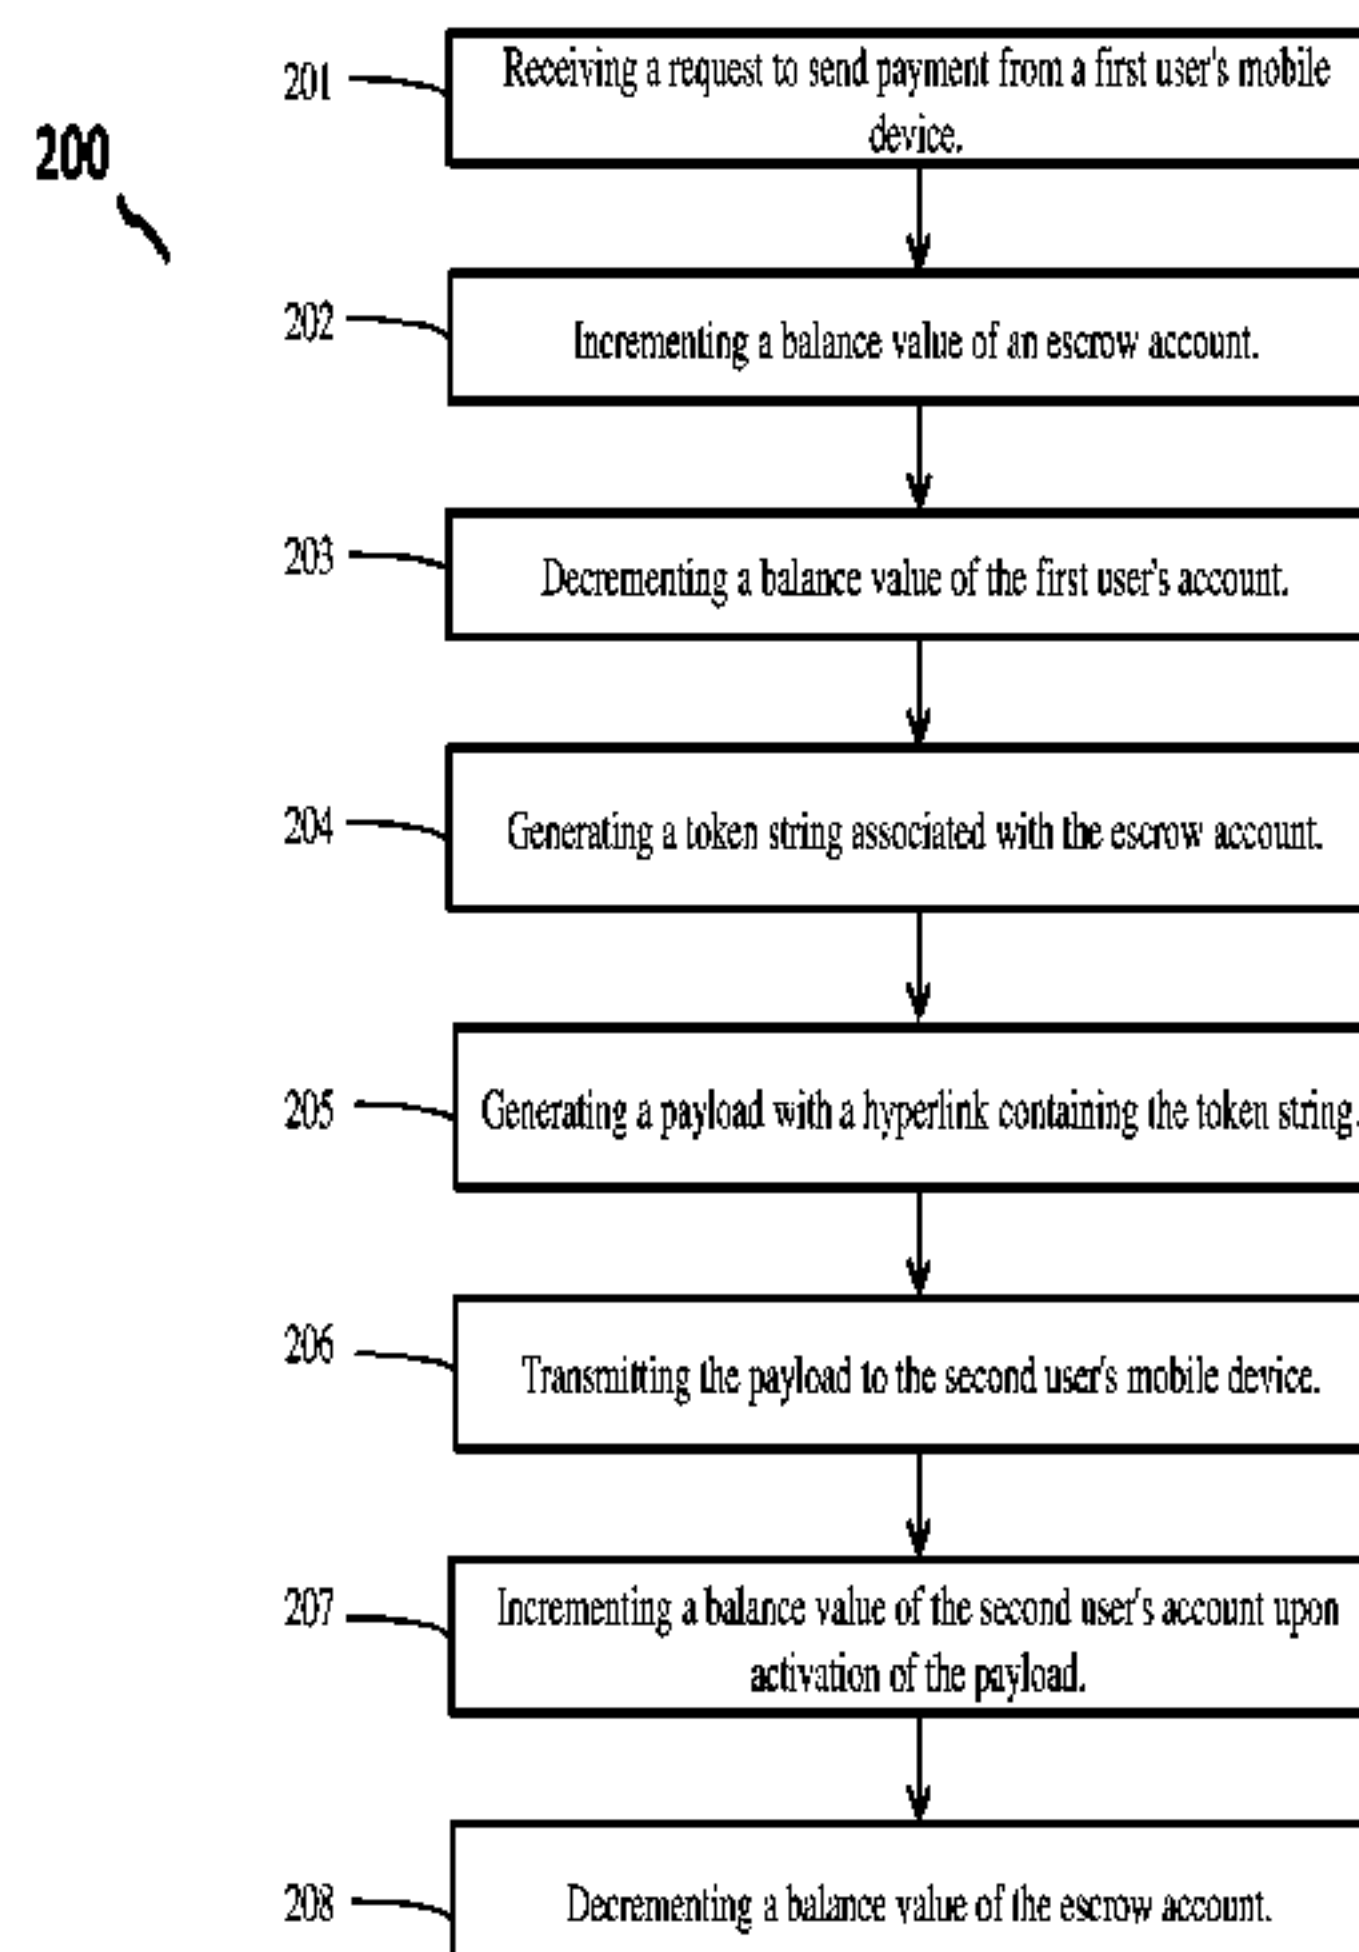 201
Receiving a request to send payment from a first user's mobile
device.
200
202
Incrementing a balance value of an escrow account.
203
Decrementing a balance value of the first user's account.
204
Generating a token string associated with the escrow account.
205
Generating a payload with a hyperlink containing the token string.
206
Transmitting the payload to the second user's mobile device.
207
Incrementing a balance value of the second user's account upon
activation of the payload.
208
Decrementing a balance value of the escrow account.